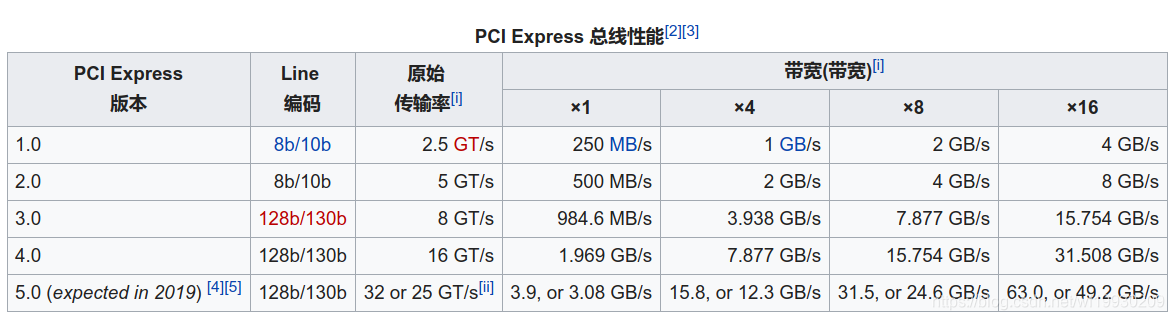 PCI Express 总线性能[2][3]
PCI Express 版本 Line 编码 原始 传输率[i] 带宽(带宽)[i]
×1 ×4 ×8 ×16
1.0 8b/10b 2.5 GT/s 250 MB/s 1 GB/s 2 GB/s 4 GB/s
2.0 8b/10b 5 GT/s 500 MB/s 2 GB/s 4 GB/s 8 GB/s
3.0 128b/130b 8 GT/s 984.6 MB/s 3.938 GB/s 7.877 GB/s 15.754 GB/s
4.0 128b/130b 16 GT/s 1.969 GB/s 7.877 GB/s 15.754 GB/s 31.508 GB/s
5.0 (expected in 2019) [4][5] 128b/130b 32 or 25 GT/s[ii] 3.9, or 3.08 GB/s 15.8, or 12.3 GB/s 31.5, or 24.6 GB/s 63.0, or 49.2 GB/s